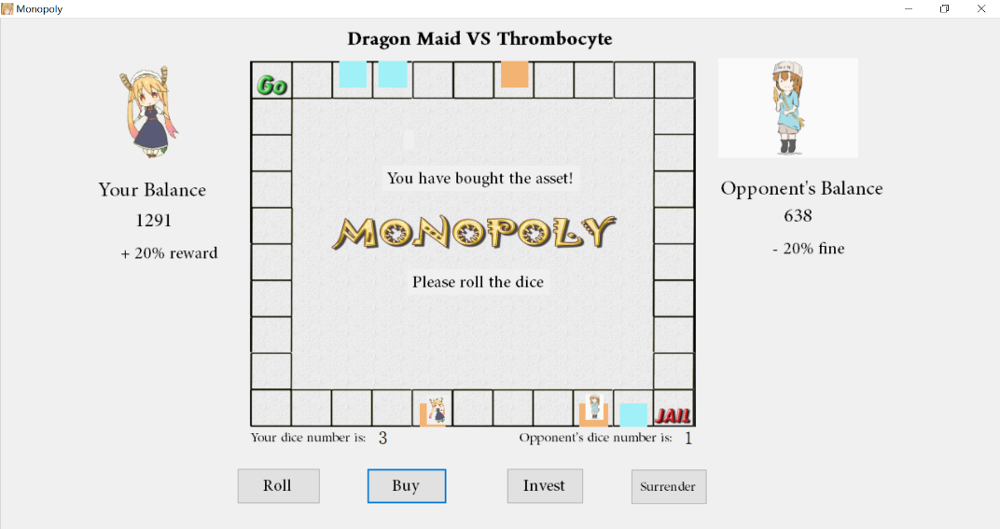 Monopoly
Dragon Maid VS Thrombocyte
Go
Your Balance
1291
+ 20% reward
Opponent's Balance
638
- 20% fine
You have bought the asset!
MONOPOLY
Please roll the dice
JAIL
Your dice number is: 3
Opponent's dice number is: 1
Roll
Buy
Invest
Surrender